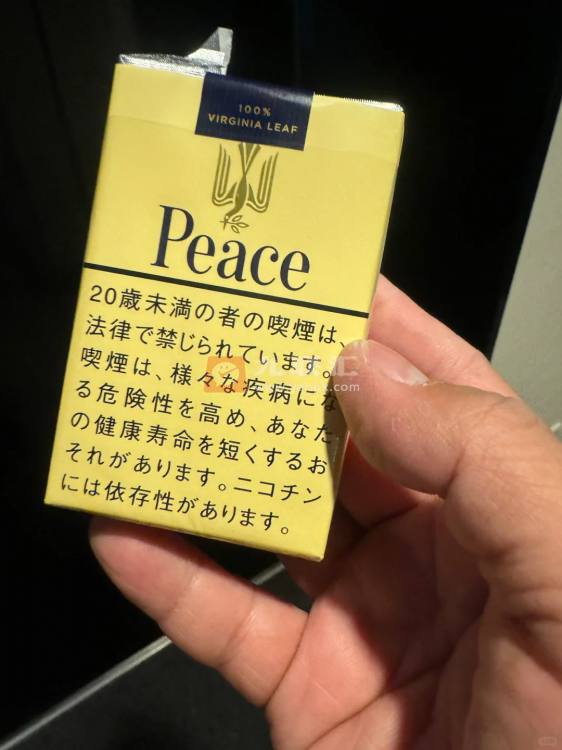 100%
VIRGINIA LEAF
Peace
20歳未満の者の喫煙は、
法律で禁じられています。
喫煙は、様々な疾病にな
る危険性を高め、あなた
の健康寿命を短くするお
それがあります。ニコチン
には依存性があります。